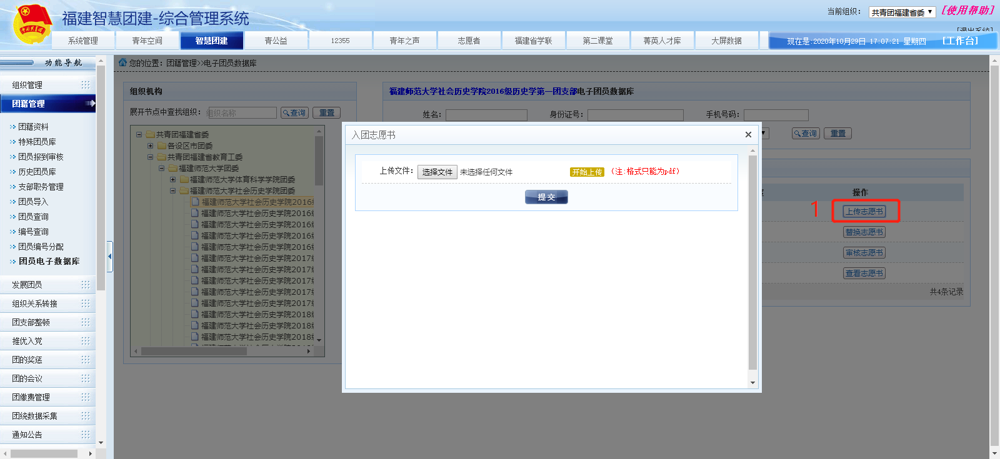 福建智慧团建-综合管理系统
当前组织： 共青团福建省委
[使用帮助]
[退出系统]
系统管理 青年空间 智慧团建 青公益 12355 青年之声 志愿者 福建省学联 第二课堂 菁英人才库 大屏数据
现在是:2020年10月29日 17:07:21 星期四 [工作台]
功能导航
组织管理
团籍管理
团籍资料
特殊团员库
团员报到审核
历史团员库
支部职务管理
团员导入
团员查询
编号查询
团员编号分配
团员电子数据库
发展团员
组织关系转接
团支部整顿
推优入党
团的奖惩
团的会议
团缴费管理
团统数据采集
通知公告
您的位置：团籍管理>>电子团员数据库
组织机构
展开节点中查找组织： 组织名称 查询 重置
共青团福建省委
各设区市团委
共青团福建省教育工委
福建师范大学团委
福建师范大学体育科学学院团委
福建师范大学社会历史学院团委
福建师范大学社会历史学院2016级
福建师范大学社会历史学院2016级
福建师范大学社会历史学院2016级
福建师范大学社会历史学院2016级
福建师范大学社会历史学院2016级
福建师范大学社会历史学院2017级
福建师范大学社会历史学院2017级
福建师范大学社会历史学院2017级
福建师范大学社会历史学院2017级
福建师范大学社会历史学院2017级
福建师范大学社会历史学院2018级
福建师范大学社会历史学院2018级
福建师范大学社会历史学院2018级
福建师范大学社会历史学院2016级历史学第一团支部电子团员数据库
姓名： 身份证号： 手机号码：
查询 重置
入团志愿书 ×
上传文件： 选择文件 未选择任何文件 开始上传 （注:格式只能为pdf）
提 交
操作
1
上传志愿书
替换志愿书
审核志愿书
查看志愿书
共4条记录